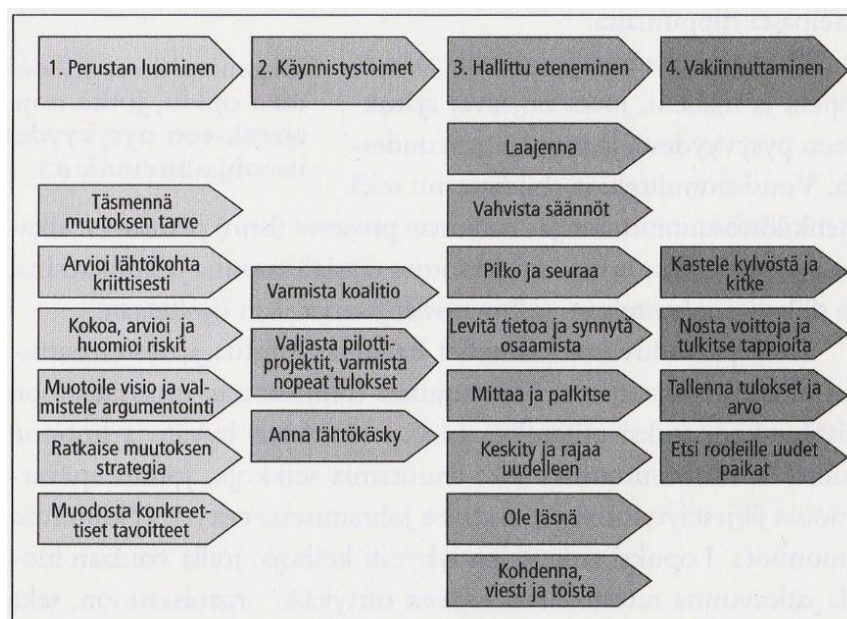 1. Perustan luominen
2. Käynnistystoimet
3. Hallittu eteneminen
4. Vakiinnuttaminen
Täsmennä
muutoksen tarve
Arvioi lähtökohta
kriittisesti
Kokoa, arvioi ja
huomioi riskit
Muotoile visio ja val-
mistele argumentointi
Ratkaise muutoksen
strategia
Muodosta konkreet-
tiset tavoitteet
Varmista koalitio
Valjasta pilotti-
projektit, varmista
nopeat tulokset
Anna lähtökäsky
Laajenna
Vahvista säännöt
Pilko ja seuraa
Levitä tietoa ja synnytä
osaamista
Mittaa ja palkitse
Keskity ja rajaa
uudelleen
Ole läsnä
Kohdenna,
viesti ja toista
Kastele kylvöstä ja
kitke
Nosta voittoja ja
tulkitse tappioita
Tallenna tulokset ja
arvo
Etsi rooleille uudet
paikat